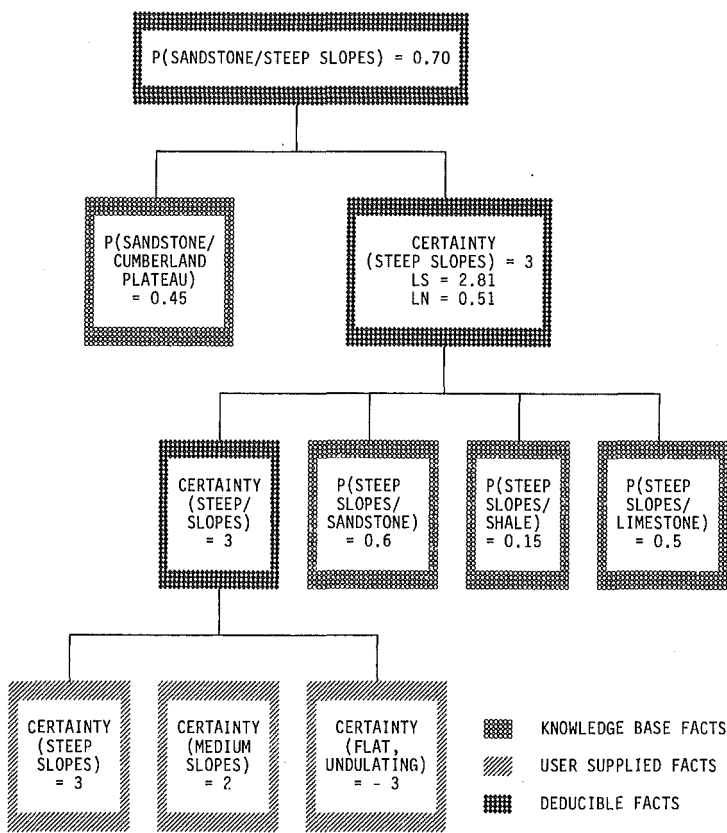 P(SANDSTONE/STEEP SLOPES) = 0.70
P(SANDSTONE/
CUMBERLAND
PLATEAU)
= 0.45
CERTAINTY
(STEEP SLOPES) = 3
LS = 2.81
LN = 0.51
CERTAINTY
(STEEP/
SLOPES)
= 3
P(STEEP
SLOPES/
SANDSTONE)
= 0.6
P(STEEP
SLOPES/
SHALE)
= 0.15
P(STEEP
SLOPES/
LIMESTONE)
= 0.5
CERTAINTY
(STEEP
SLOPES)
= 3
CERTAINTY
(MEDIUM
SLOPES)
= 2
CERTAINTY
(FLAT,
UNDULATING)
= - 3
KNOWLEDGE BASE FACTS
USER SUPPLIED FACTS
DEDUCIBLE FACTS